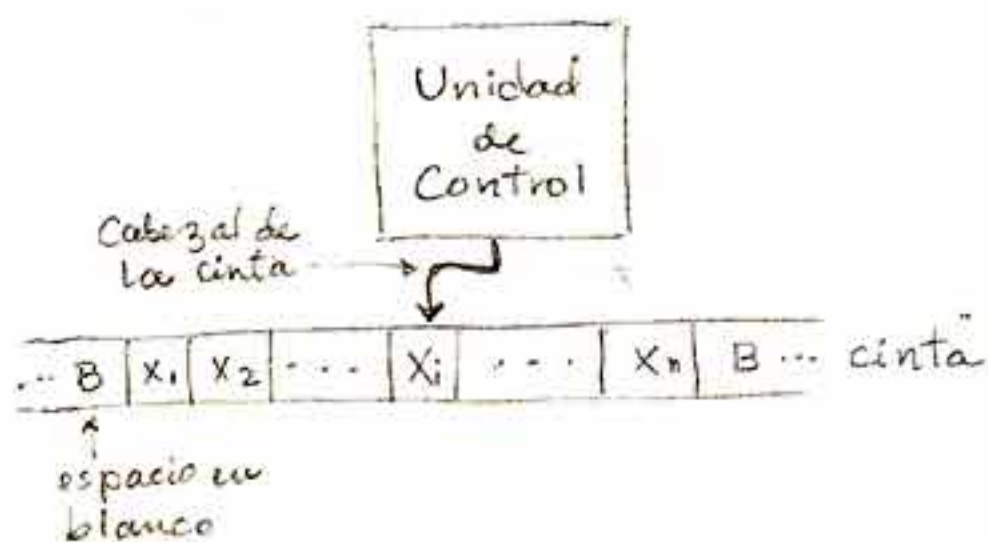 Unidad
de
Control
Cabezal de
la cinta
... B X1 X2 ... Xi ... Xn B ... cinta
espacio en
blanco